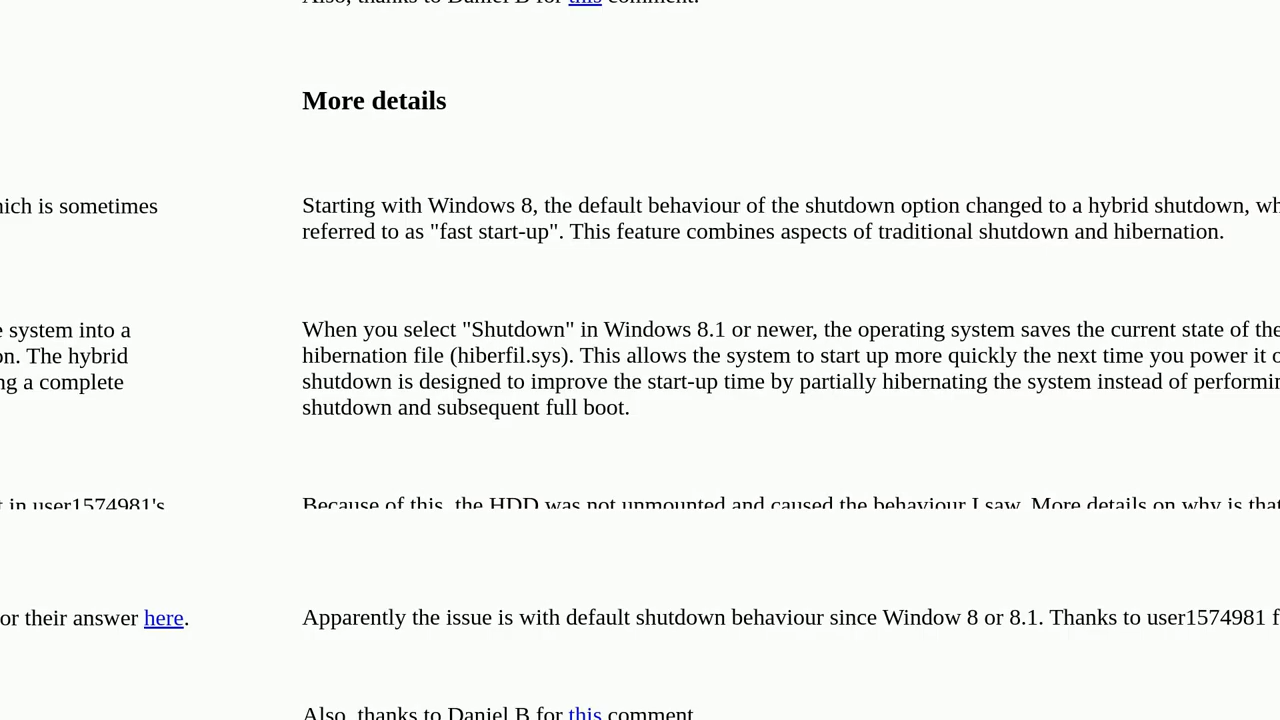 hich is sometimes
e system into a
on. The hybrid
ng a complete
t in user1574981's
or their answer here.
Also, thanks to Daniel B for this comment.
More details
Starting with Windows 8, the default behaviour of the shutdown option changed to a hybrid shutdown, wh
referred to as "fast start-up". This feature combines aspects of traditional shutdown and hibernation.
When you select "Shutdown" in Windows 8.1 or newer, the operating system saves the current state of the
hibernation file (hiberfil.sys). This allows the system to start up more quickly the next time you power it o
shutdown is designed to improve the start-up time by partially hibernating the system instead of performin
shutdown and subsequent full boot.
Because of this, the HDD was not unmounted and caused the behaviour I saw. More details on why is that
Apparently the issue is with default shutdown behaviour since Window 8 or 8.1. Thanks to user1574981 f
Also, thanks to Daniel B for this comment.